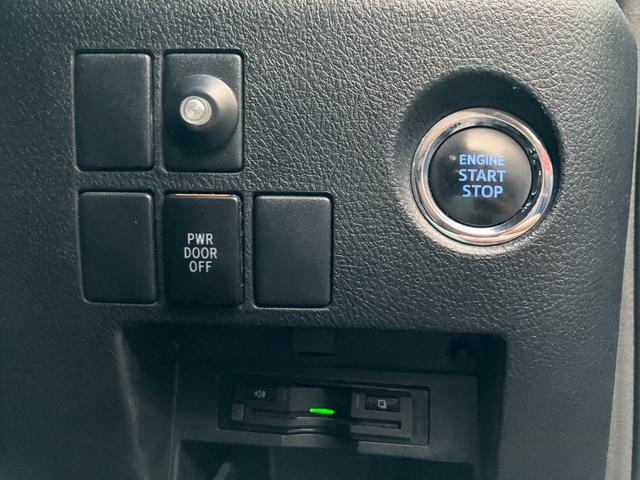 ENGINE
START
STOP
PWR
DOOR
OFF